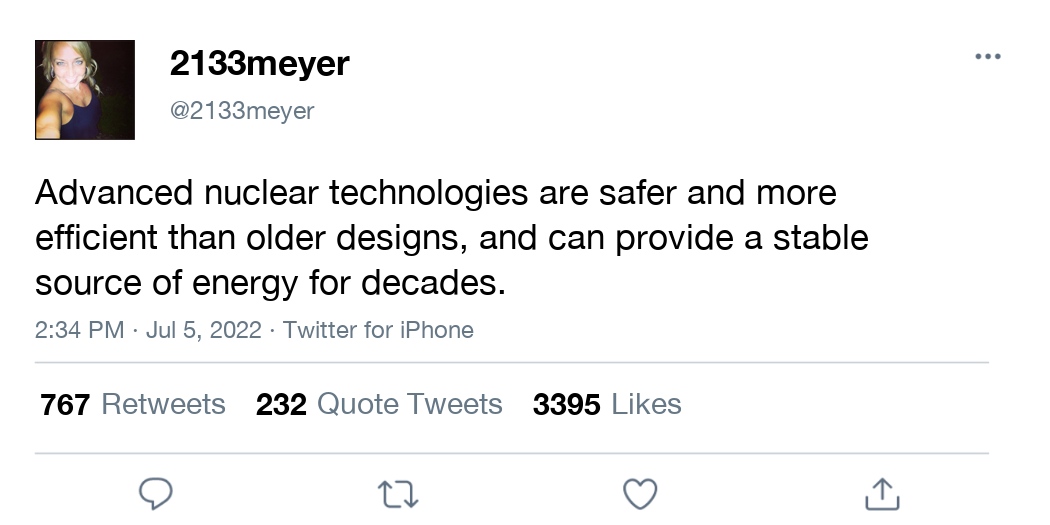 2133meyer
@2133meyer
Advanced nuclear technologies are safer and more
efficient than older designs, and can provide a stable
source of energy for decades.
2:34 PM · Jul 5, 2022 · Twitter for iPhone
767 Retweets 232 Quote Tweets 3395 Likes